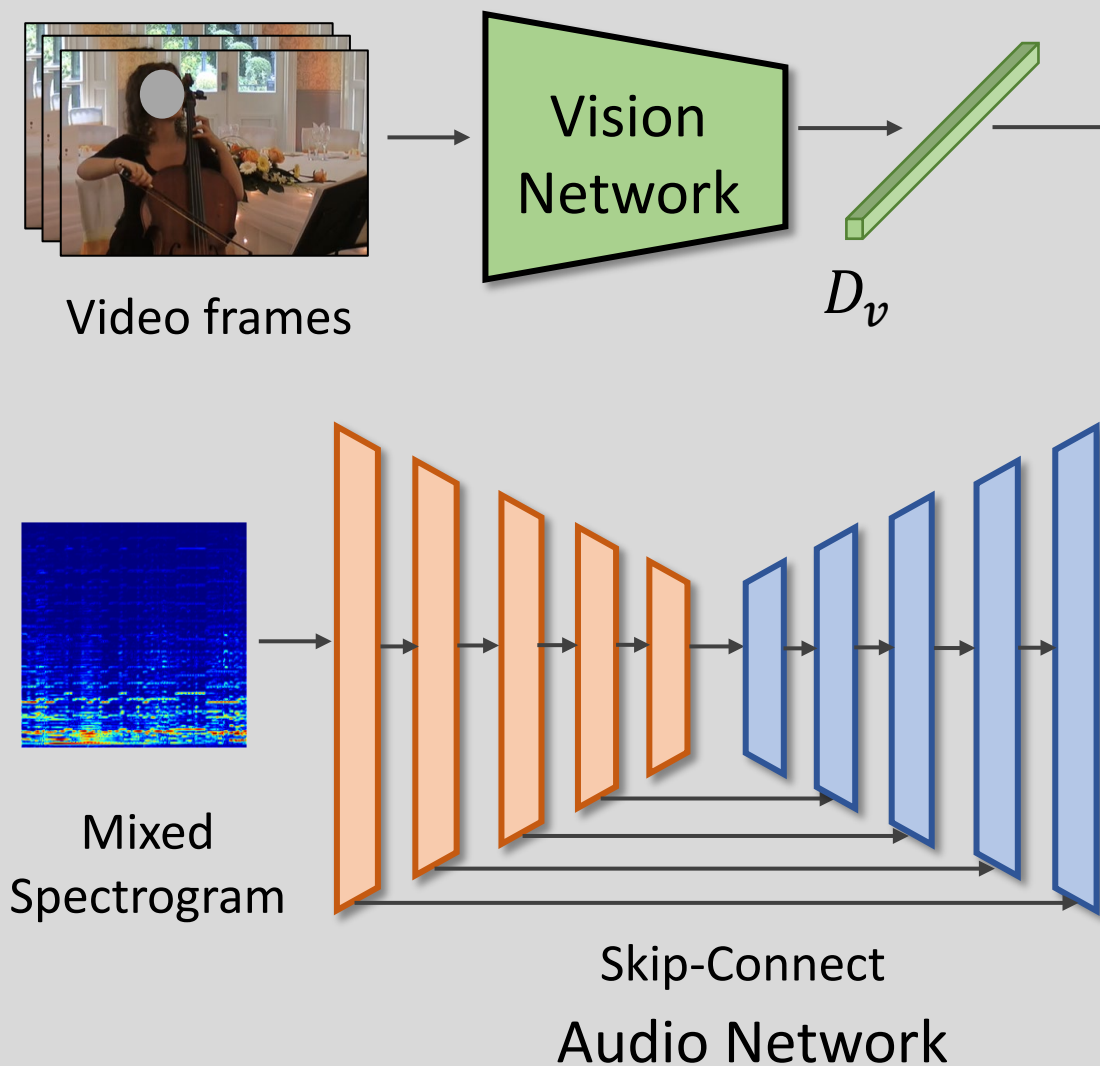 Vision
Network
Video frames
D_v
Mixed
Spectrogram
Skip-Connect
Audio Network